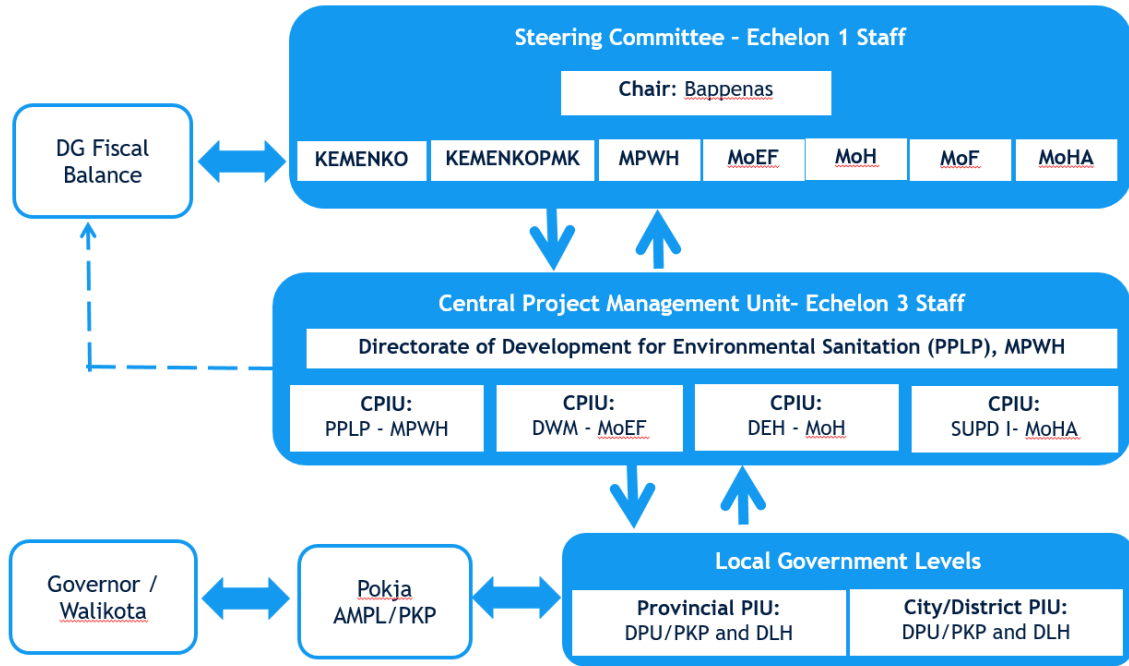 Steering Committee – Echelon 1 Staff
Chair: Bappenas
KEMENKO
KEMENKOPMK
MPWH
MoEF
MoH
MoF
MoHA
DG Fiscal
Balance
Central Project Management Unit– Echelon 3 Staff
Directorate of Development for Environmental Sanitation (PPLP), MPWH
CPIU:
PPLP - MPWH
CPIU:
DWM - MoEF
CPIU:
DEH - MoH
CPIU:
SUPD I- MoHA
Governor /
Walikota
Pokja
AMPL/PKP
Local Government Levels
Provincial PIU:
DPU/PKP and DLH
City/District PIU:
DPU/PKP and DLH